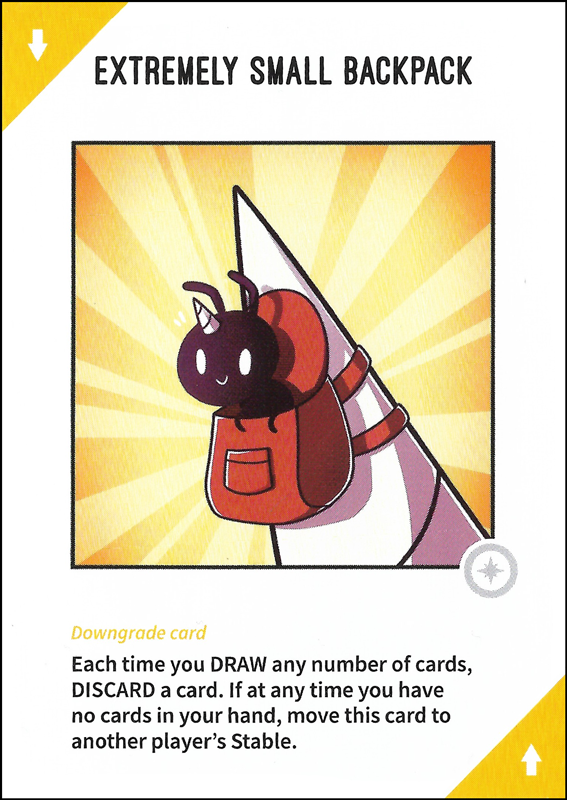 EXTREMELY SMALL BACKPACK
Downgrade card
Each time you DRAW any number of cards,
DISCARD a card. If at any time you have
no cards in your hand, move this card to
another player's Stable.